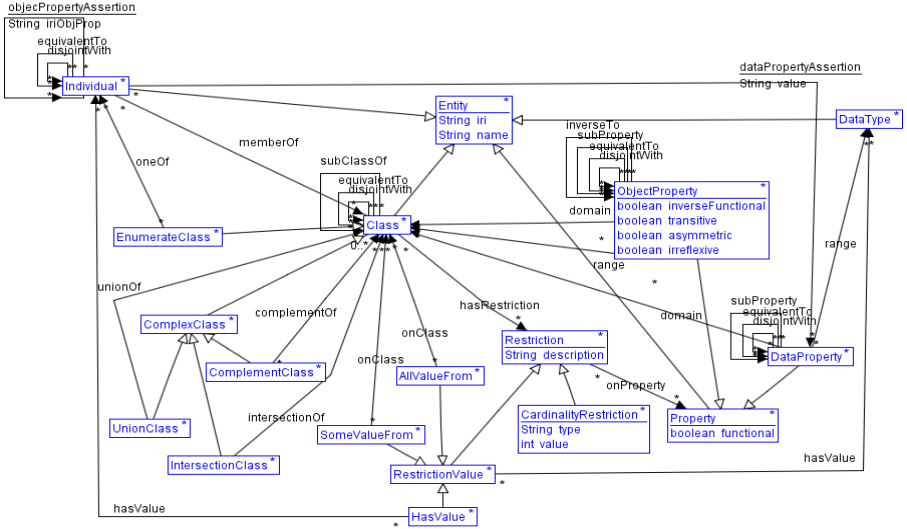 objecPropertyAssertion
String iriObjProp
equivalentTo
disjointWith
* * *
Individual *
dataPropertyAssertion
String value
Entity *
String iri
String name
DataType *
inverseTo
subProperty
equivalentTo
disjointWith
memberOf
oneOf
subClassOf
equivalentTo
disjointWith
ObjectProperty *
boolean inverseFunctional
boolean transitive
boolean asymmetric
boolean irreflexive
domain
Class *
EnumerateClass *
0..*
range
range
unionOf
complementOf
hasRestriction
subProperty
equivalentTo
disjointWith
domain
ComplexClass *
onClass
Restriction *
String description
DataProperty *
onClass
ComplementClass *
AllValueFrom *
onProperty
intersectionOf
CardinalityRestriction *
String type
int value
Property *
boolean functional
UnionClass *
SomeValueFrom *
IntersectionClass *
RestrictionValue *
hasValue
hasValue
HasValue *